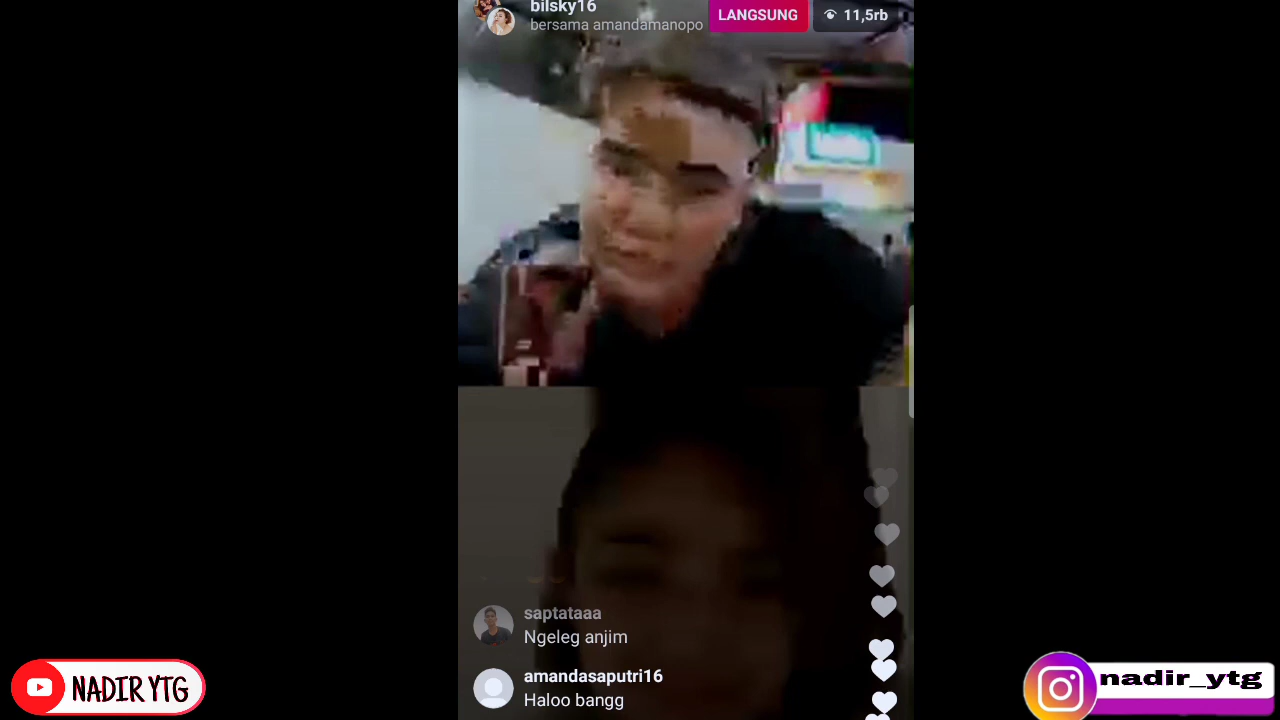 bilsky16
bersama amandamanopo
LANGSUNG
11,5rb
saptataaa
Ngeleg anjim
amandasaputri16
Haloo bangg
NADIR YTG
nadir_ytg